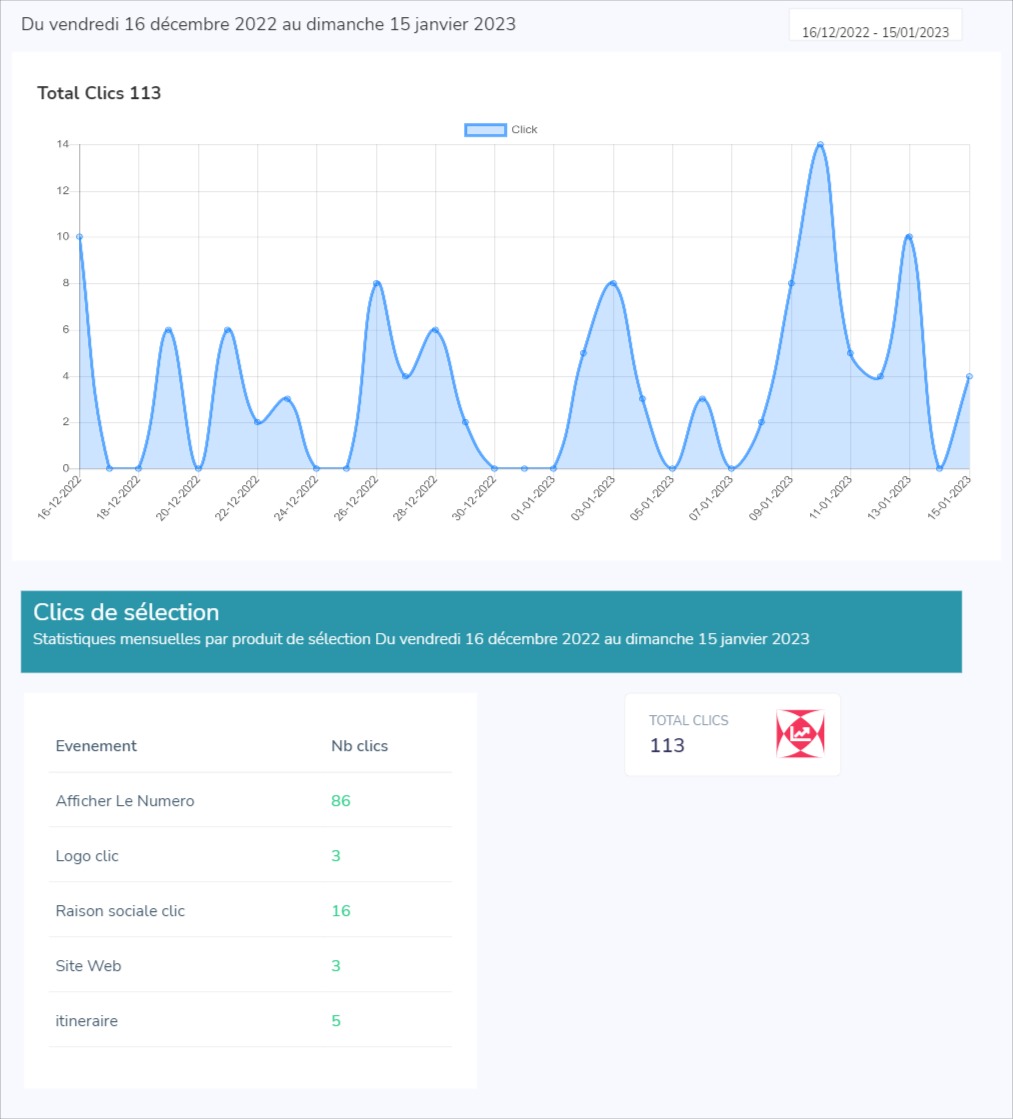 Du vendredi 16 décembre 2022 au dimanche 15 janvier 2023
16/12/2022 - 15/01/2023
Total Clics 113
Click
14
12
10
8
6
4
2
0
16-12-2022 18-12-2022 20-12-2022 22-12-2022 24-12-2022 26-12-2022 28-12-2022 30-12-2022 01-01-2023 03-01-2023 05-01-2023 07-01-2023 09-01-2023 11-01-2023 13-01-2023 15-01-2023
Clics de sélection
Statistiques mensuelles par produit de sélection Du vendredi 16 décembre 2022 au dimanche 15 janvier 2023
Evenement Nb clics
Afficher Le Numero 86
Logo clic 3
Raison sociale clic 16
Site Web 3
itineraire 5
TOTAL CLICS
113